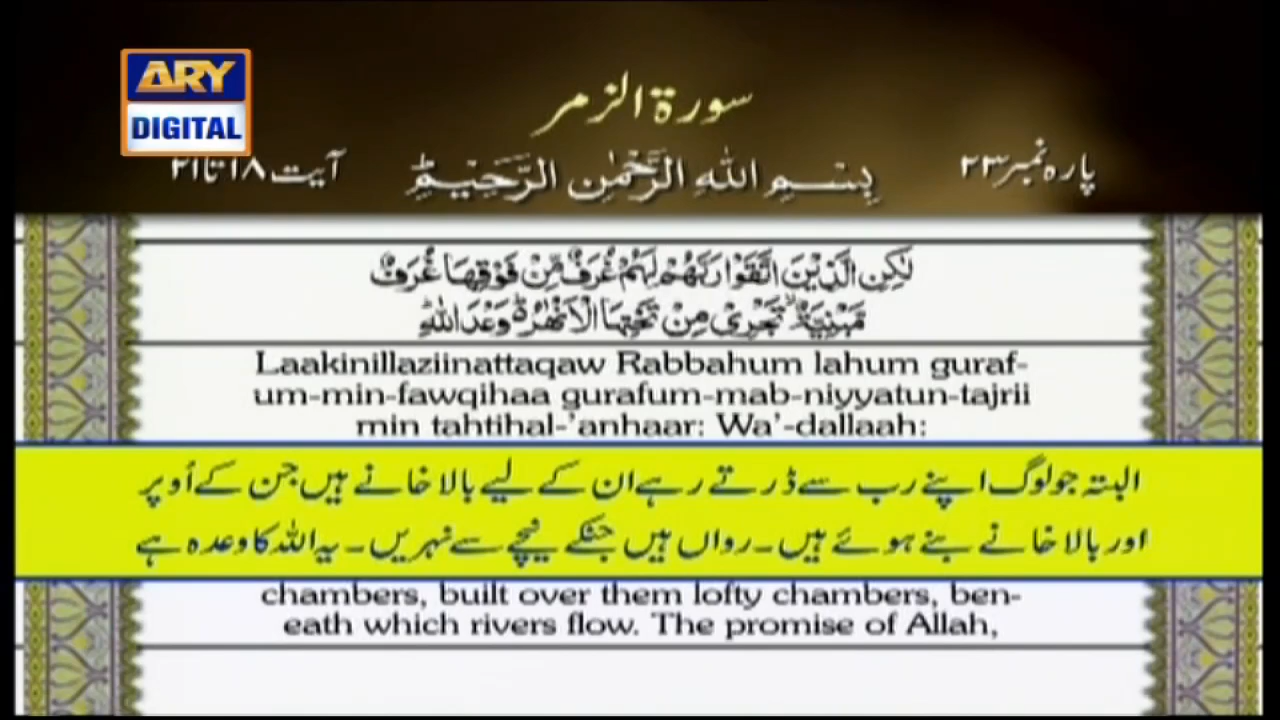 ARY
DIGITAL
سورة الزمر
پارہ نمبر ۲۳
بِسْمِ اللهِ الرَّحْمٰنِ الرَّحِيْمِ
آیت ۱۸ تا ۲۱
لٰكِنِ الَّذِيْنَ اتَّقَوْا رَبَّهُمْ لَهُمْ غُرَفٌ مِّنْ فَوْقِهَا غُرَفٌ
مَّبْنِيَّةٌ ۙ تَجْرِيْ مِنْ تَحْتِهَا الْاَنْهٰرُ ؕ وَعْدَ اللّٰهِ ؕ
Laakinillaziinattaqaw Rabbahum lahum guraf-
um-min-fawqihaa gurafum-mab-niyyatun-tajrii
min tahtihal-'anhaar: Wa'-dallaah:
البتہ جو لوگ اپنے رب سے ڈرتے رہے ان کے لیے بالا خانے ہیں جن کے اُوپر
اور بالا خانے بنے ہوئے ہیں۔ رواں ہیں جنکے نیچے سے نہریں۔ یہ اللہ کا وعدہ ہے
chambers, built over them lofty chambers, ben-
eath which rivers flow. The promise of Allah,